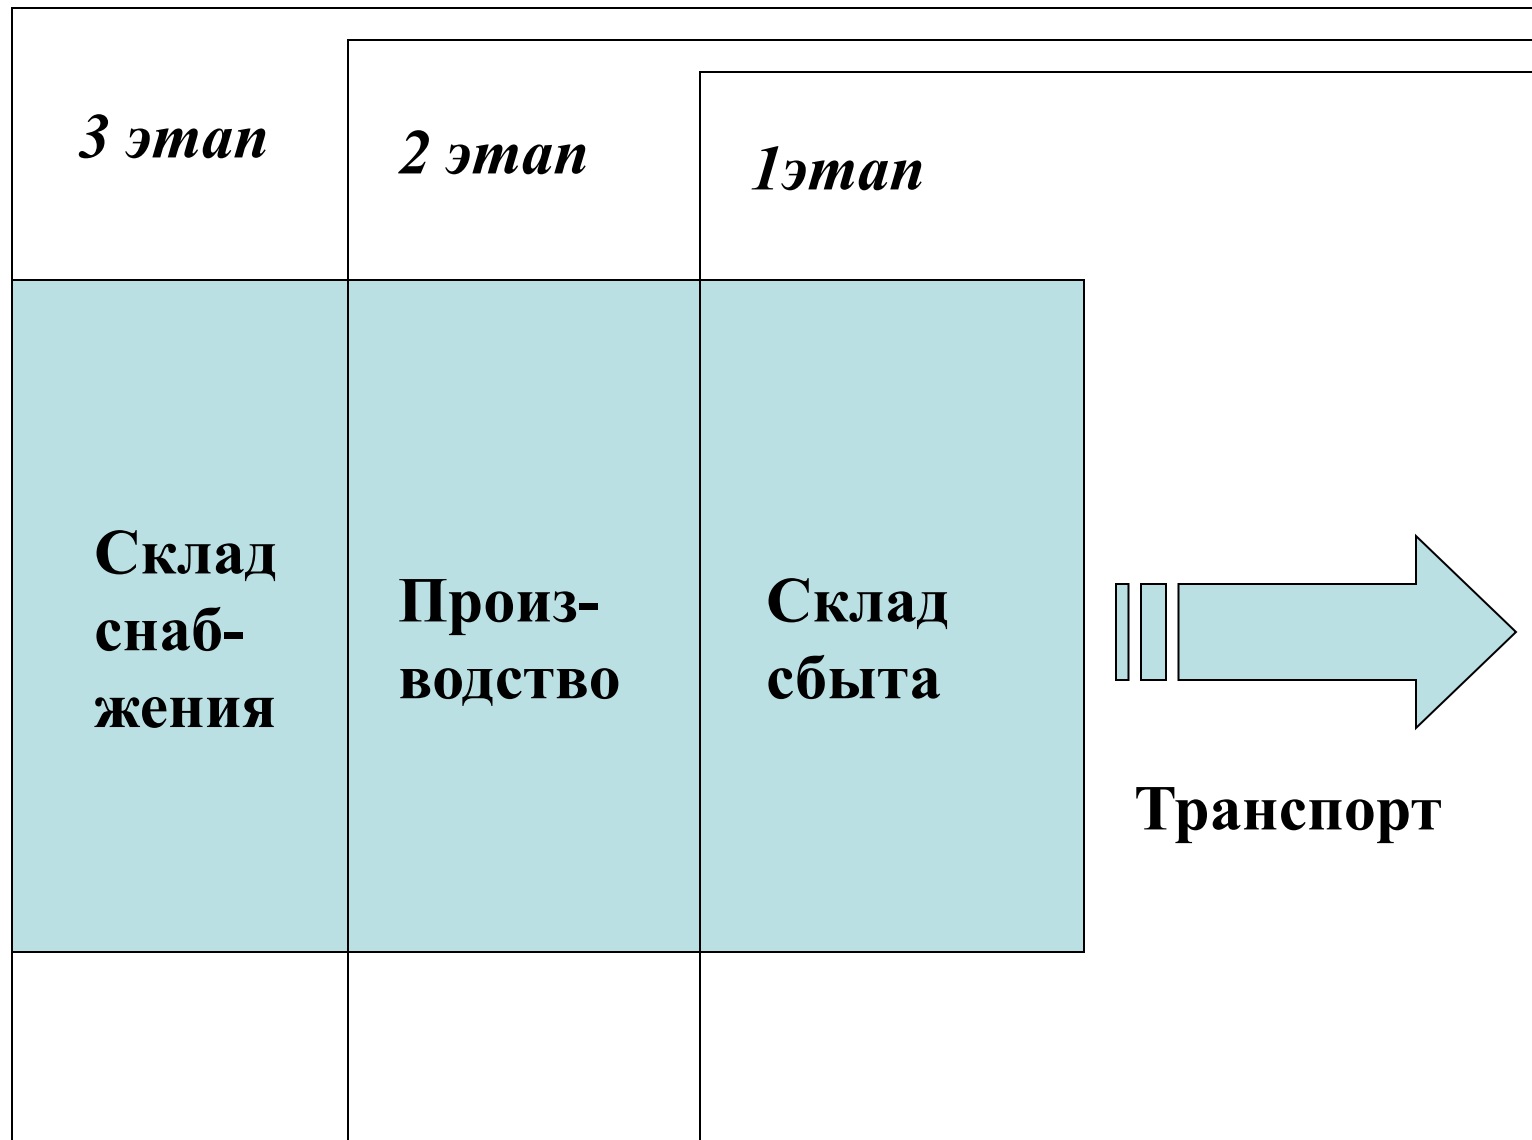 3 этап
2 этап
1этап
Склад
снаб-
жения
Произ-
водство
Склад
сбыта
Транспорт